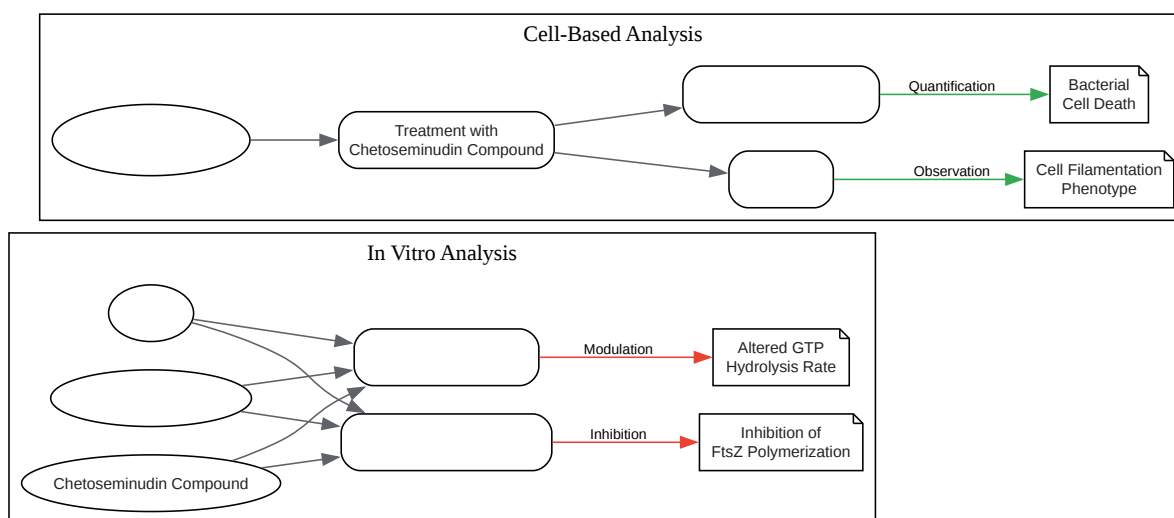 Cell-Based Analysis
Treatment with
Chetoseminudin Compound
Quantification
Bacterial
Cell Death
Observation
Cell Filamentation
Phenotype
In Vitro Analysis
Modulation
Altered GTP
Hydrolysis Rate
Inhibition
Inhibition of
FtsZ Polymerization
Chetoseminudin Compound